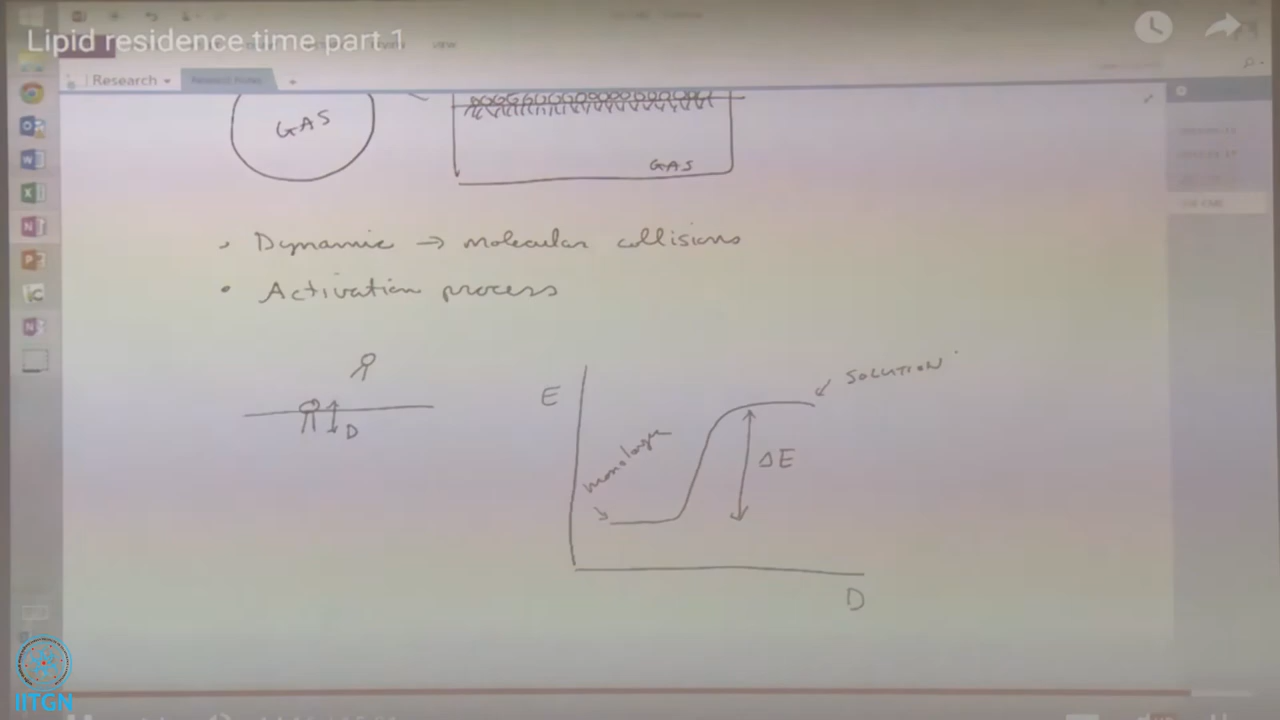 Lipid residence time part 1
Research
GAS
GAS
Dynamic → molecular collisions
• Activation process
D
E
monolayer
SOLUTION
ΔE
D
IITGN